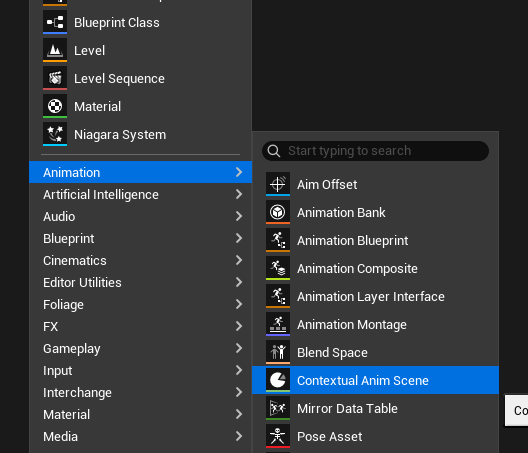 Blueprint Class
Level
Level Sequence
Material
Niagara System
Animation
Artificial Intelligence
Audio
Blueprint
Cinematics
Editor Utilities
Foliage
FX
Gameplay
Input
Interchange
Material
Media
Start typing to search
Aim Offset
Animation Bank
Animation Blueprint
Animation Composite
Animation Layer Interface
Animation Montage
Blend Space
Contextual Anim Scene
Mirror Data Table
Pose Asset
Co